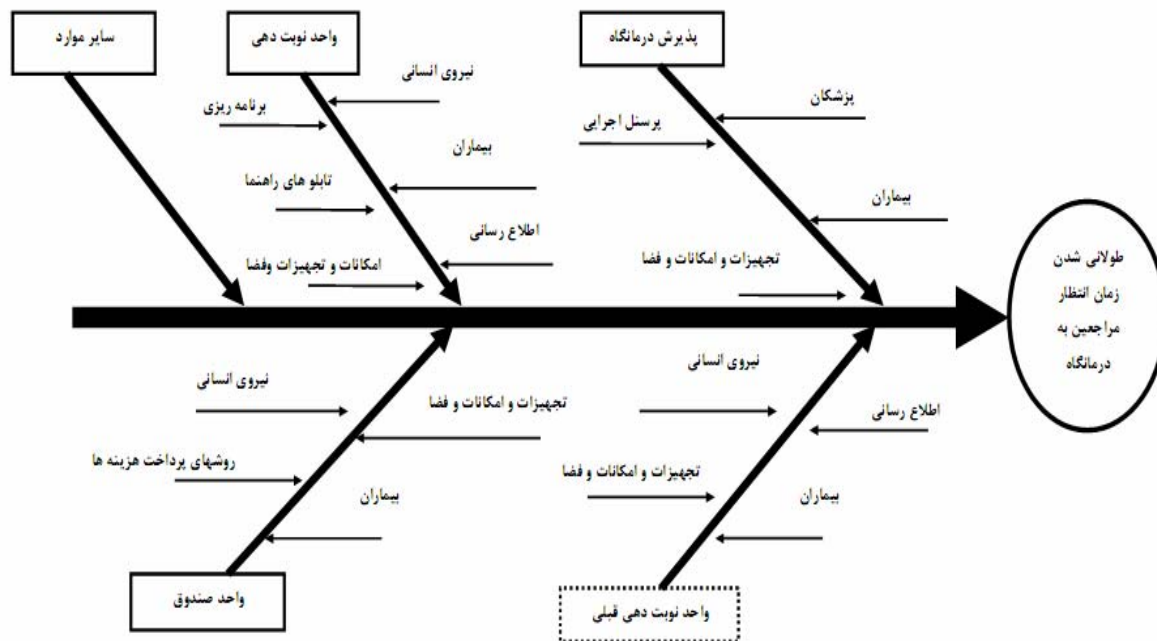 پذیرش درمانگاه
واحد نوبت دهی
سایر موارد
نیروی انسانی
برنامه ریزی
پزشکان
پرسنل اجرایی
بیماران
تابلو های راهنما
بیماران
اطلاع رسانی
امکانات و تجهیزات وفضا
تجهیزات و امکانات و فضا
طولانی شدن
زمان انتظار
مراجعین به
درمانگاه
نیروی انسانی
نیروی انسانی
تجهیزات و امکانات و فضا
اطلاع رسانی
روشهای پرداخت هزینه ها
تجهیزات و امکانات و فضا
بیماران
بیماران
واحد صندوق
واحد نوبت دهی قبلی